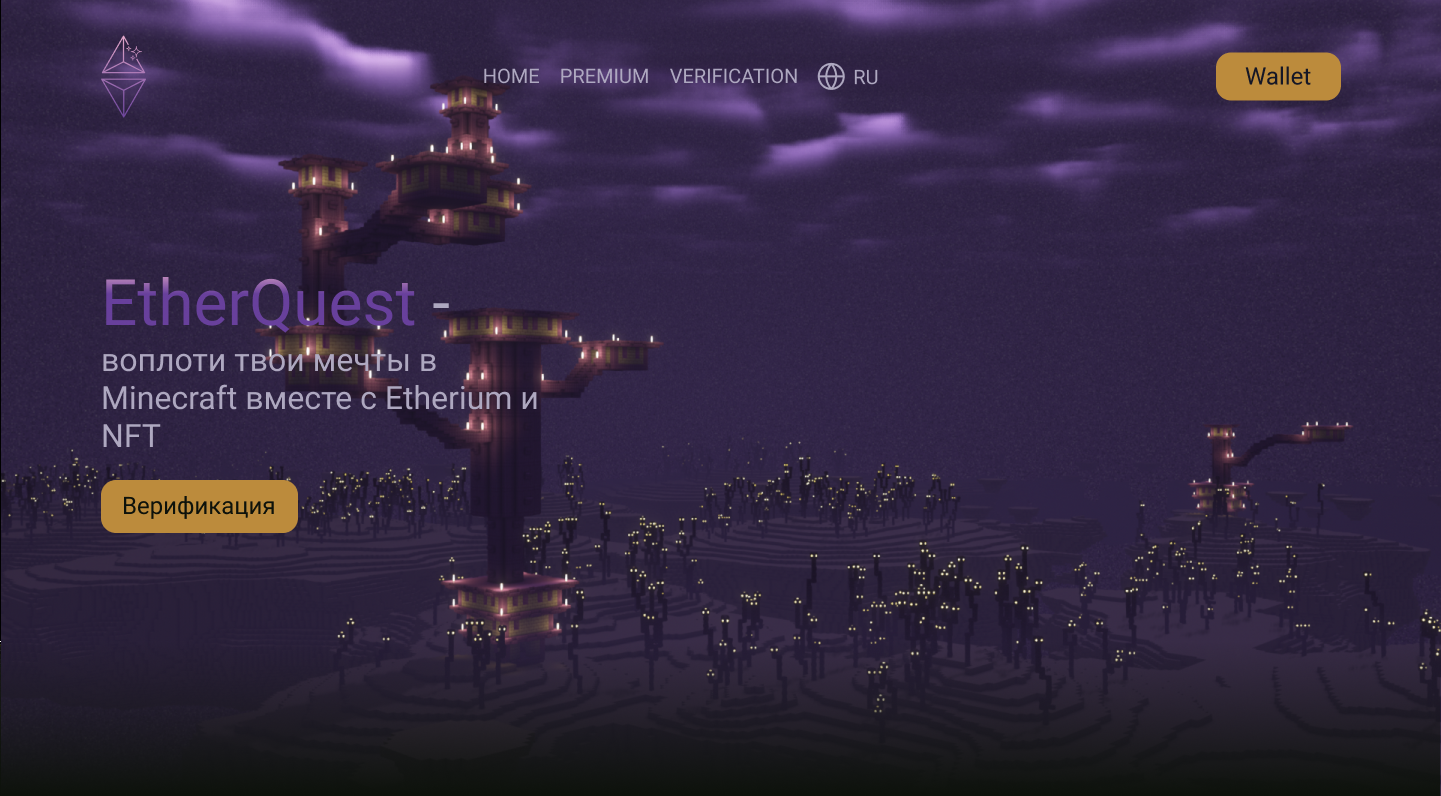 HOME PREMIUM VERIFICATION RU Wallet
EtherQuest -
воплоти твои мечты в
Minecraft вместе с Etherium и
NFT
Верификация